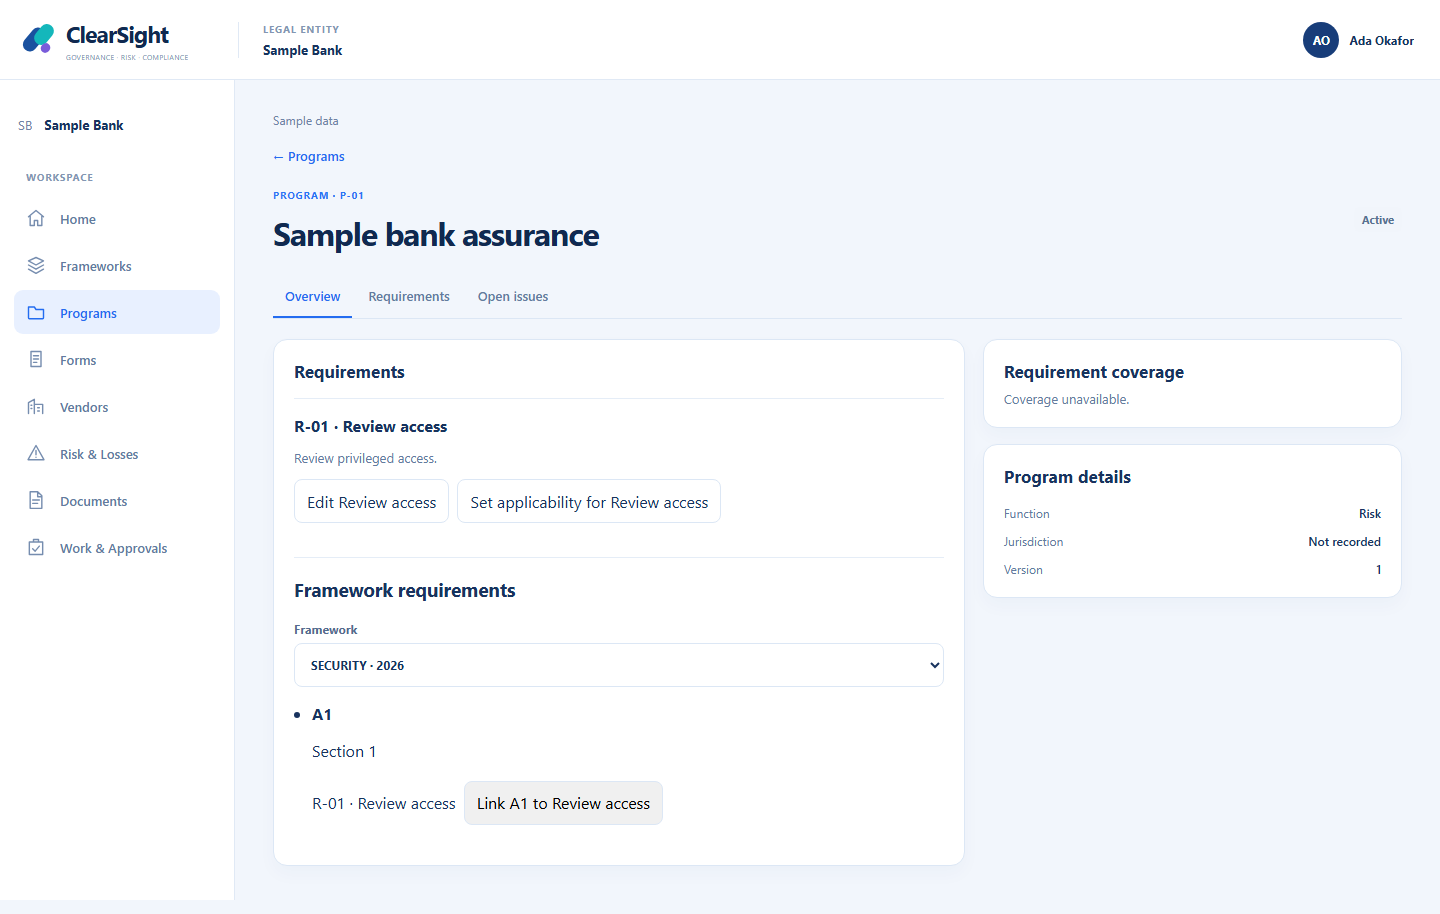 ClearSight
GOVERNANCE · RISK · COMPLIANCE
LEGAL ENTITY
Sample Bank
AO Ada Okafor
SB Sample Bank
WORKSPACE
Home
Frameworks
Programs
Forms
Vendors
Risk & Losses
Documents
Work & Approvals
Sample data
← Programs
PROGRAM · P-01
Sample bank assurance
Active
Overview Requirements Open issues
Requirements
R-01 · Review access
Review privileged access.
Edit Review access Set applicability for Review access
Framework requirements
Framework
SECURITY · 2026
• A1
Section 1
R-01 · Review access Link A1 to Review access
Requirement coverage
Coverage unavailable.
Program details
Function Risk
Jurisdiction Not recorded
Version 1